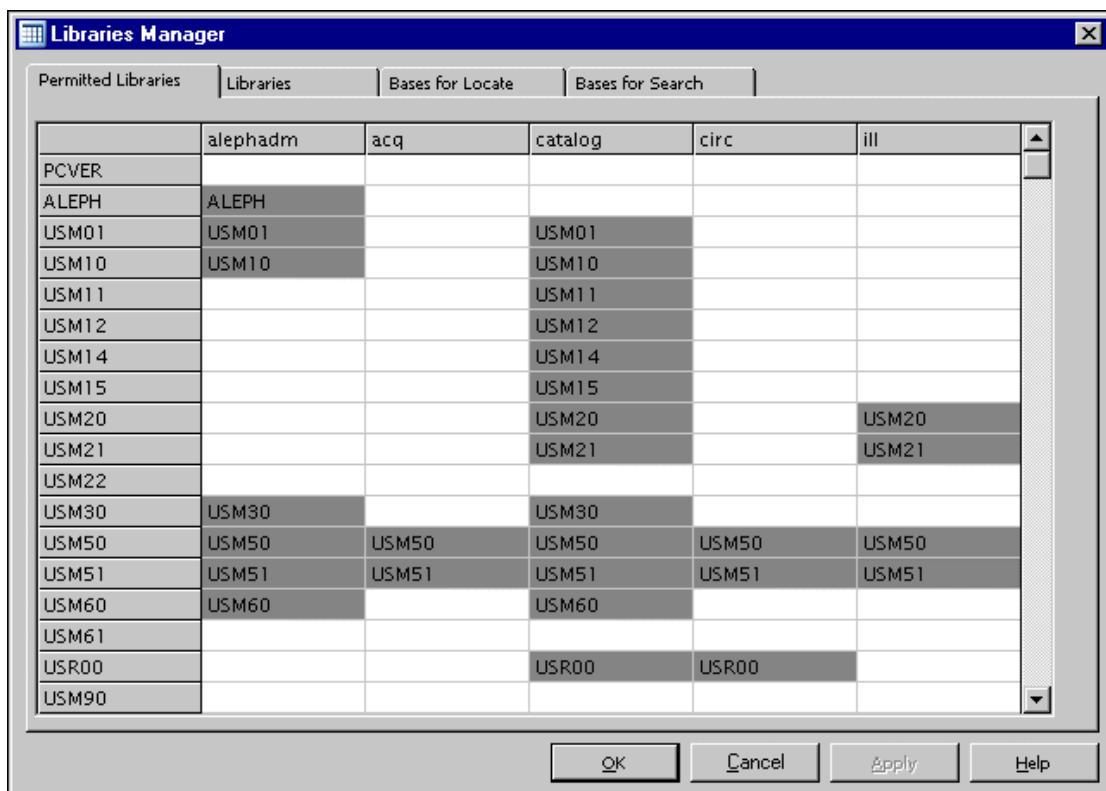 Libraries Manager
Permitted Libraries Libraries Bases for Locate Bases for Search
alephadm acq catalog circ ill
PCVER
ALEPH ALEPH
USM01 USM01 USM01
USM10 USM10 USM10
USM11 USM11
USM12 USM12
USM14 USM14
USM15 USM15
USM20 USM20 USM20
USM21 USM21 USM21
USM22
USM30 USM30 USM30
USM50 USM50 USM50 USM50 USM50 USM50
USM51 USM51 USM51 USM51 USM51 USM51
USM60 USM60 USM60
USM61
USR00 USR00 USR00
USM90
OK Cancel Apply Help